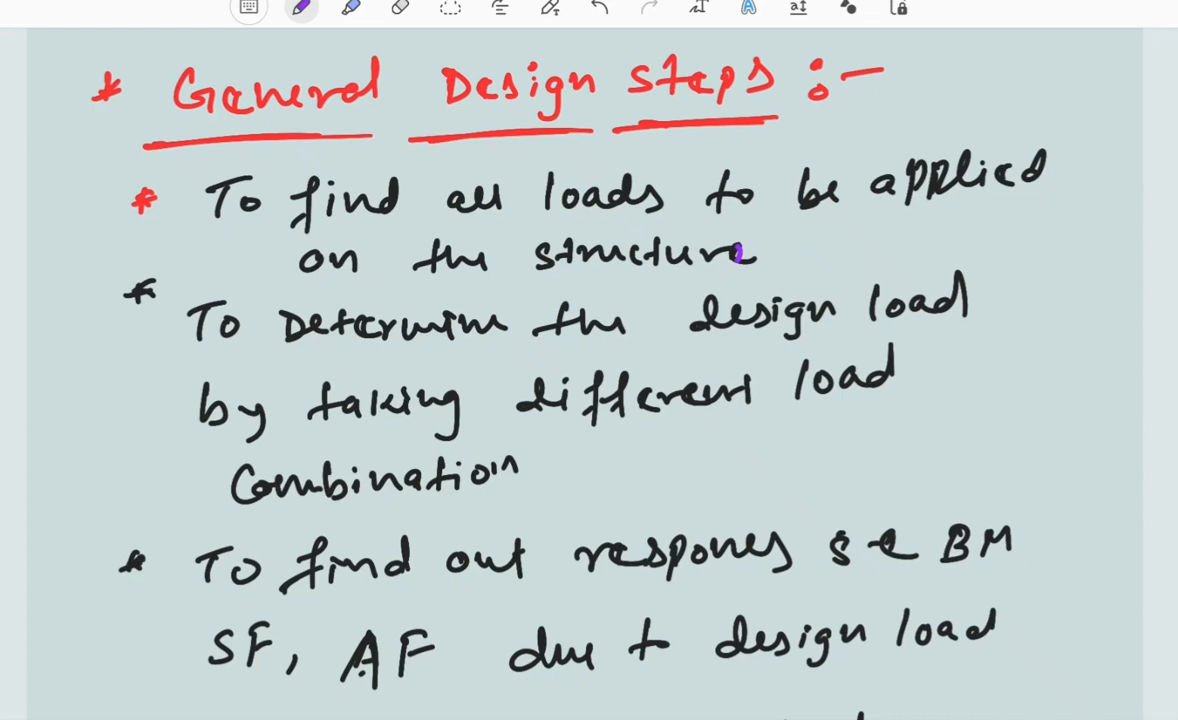 * General Design Steps :-
* To find all loads to be applied
on the structure
* To Determine the design load
by taking different load
Combination
* To find out respones BM
SF, AF due to design load